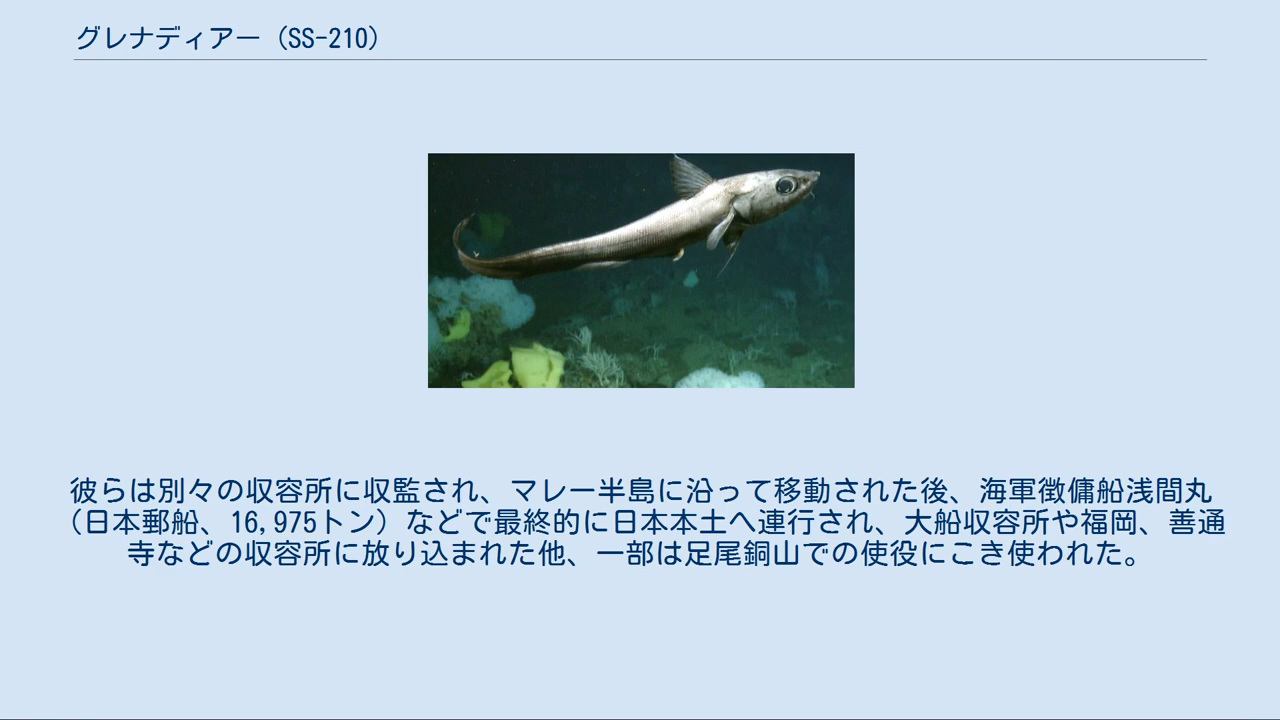 グレナディアー（SS-210）
彼らは別々の収容所に収監され、マレー半島に沿って移動された後、海軍徴傭船浅間丸
（日本郵船、16,975トン）などで最終的に日本本土へ連行され、大船収容所や福岡、善通
寺などの収容所に放り込まれた他、一部は足尾銅山での使役にこき使われた。